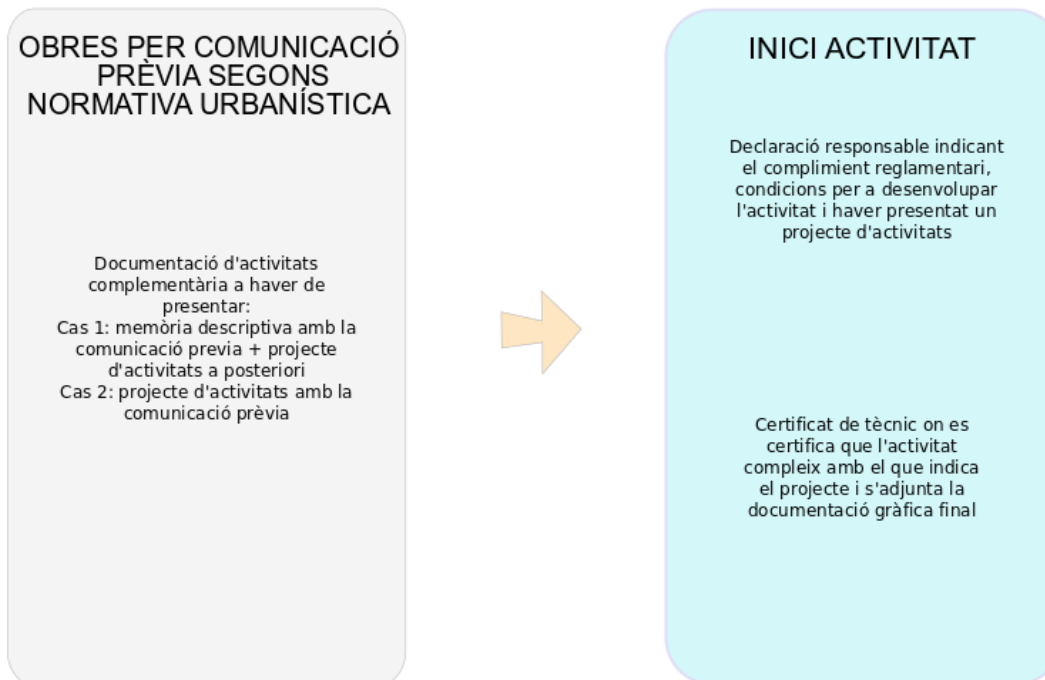 OBRES PER COMUNICACIÓ
PRÈVIA SEGONS
NORMATIVA URBANÍSTICA
Documentació d'activitats
complementària a haver de
presentar:
Cas 1: memòria descriptiva amb la
comunicació previa + projecte
d'activitats a posteriori
Cas 2: projecte d'activitats amb la
comunicació prèvia
INICI ACTIVITAT
Declaració responsable indicant
el complimient reglamentari,
condicions per a desenvolupar
l'activitat i haver presentat un
projecte d'activitats
Certificat de tècnic on es
certifica que l'activitat
compleix amb el que indica
el projecte i s'adjunta la
documentació gràfica final